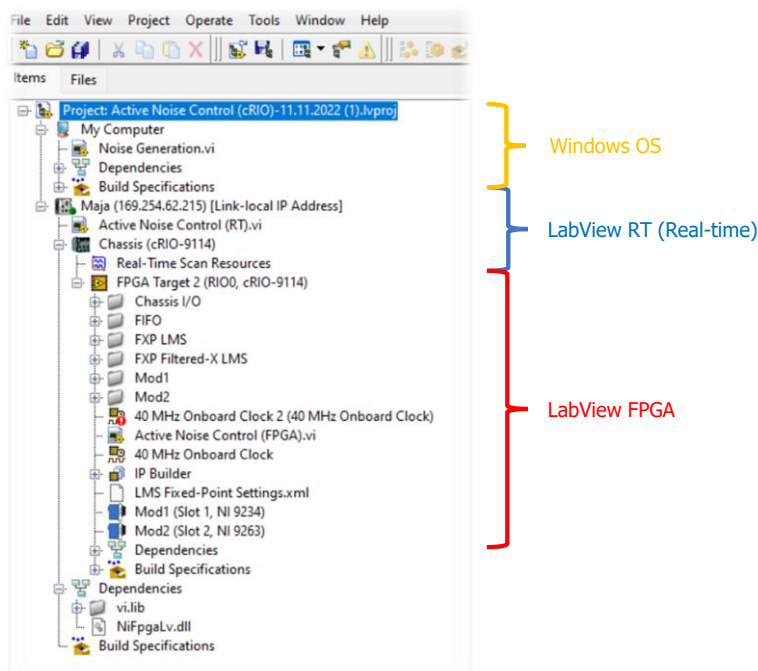 File Edit View Project Operate Tools Window Help
Items Files
Project: Active Noise Control (cRIO)-11.11.2022 (1).lvproj
My Computer
Noise Generation.vi
Dependencies
Build Specifications
Maja (169.254.62.215) [Link-local IP Address]
Active Noise Control (RT).vi
Chassis (cRIO-9114)
Real-Time Scan Resources
FPGA Target 2 (RIO0, cRIO-9114)
Chassis I/O
FIFO
FXP LMS
FXP Filtered-X LMS
Mod1
Mod2
40 MHz Onboard Clock 2 (40 MHz Onboard Clock)
Active Noise Control (FPGA).vi
40 MHz Onboard Clock
IP Builder
LMS Fixed-Point Settings.xml
Mod1 (Slot 1, NI 9234)
Mod2 (Slot 2, NI 9263)
Dependencies
Build Specifications
Dependencies
vi.lib
NiFpgaLv.dll
Build Specifications
Windows OS
LabView RT (Real-time)
LabView FPGA